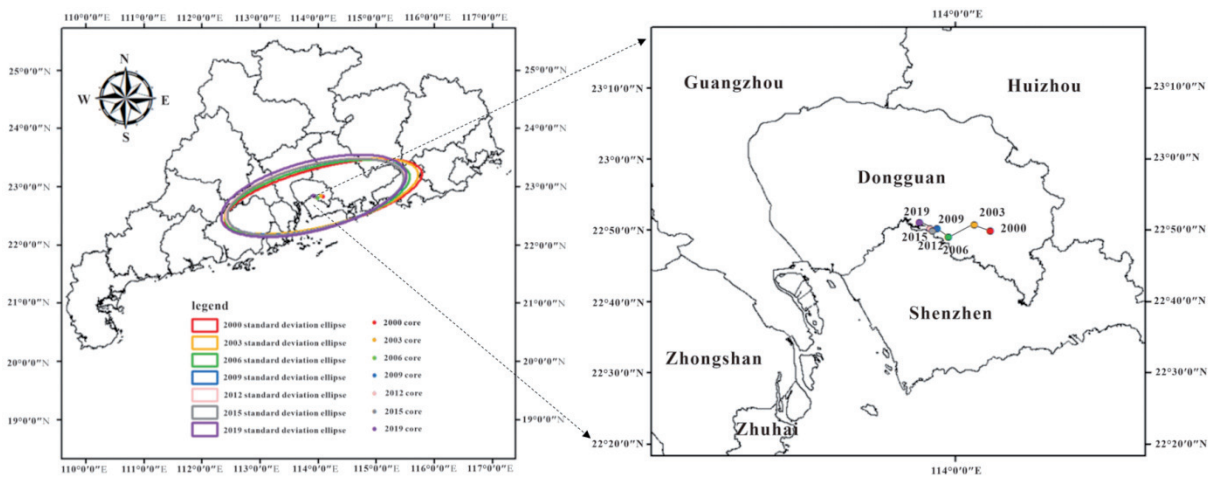 110°0'0"E 111°0'0"E 112°0'0"E 113°0'0"E 114°0'0"E 115°0'0"E 116°0'0"E 117°0'0"E
25°0'0"N 25°0'0"N
24°0'0"N 24°0'0"N
23°0'0"N 23°0'0"N
22°0'0"N 22°0'0"N
21°0'0"N 21°0'0"N
20°0'0"N 20°0'0"N
19°0'0"N 19°0'0"N
N
W E
S
legend
2000 standard deviation ellipse 2000 core
2003 standard deviation ellipse 2003 core
2006 standard deviation ellipse 2006 core
2009 standard deviation ellipse 2009 core
2012 standard deviation ellipse 2012 core
2015 standard deviation ellipse 2015 core
2019 standard deviation ellipse 2019 core
110°0'0"E 111°0'0"E 112°0'0"E 113°0'0"E 114°0'0"E 115°0'0"E 116°0'0"E 117°0'0"E
114°0'0"E
Guangzhou Huizhou
23°10'0"N 23°10'0"N
23°0'0"N 23°0'0"N
Dongguan
2019 2009 2003
22°50'0"N 2000 22°50'0"N
2015
2012
2006
22°40'0"N 22°40'0"N
Shenzhen
Zhongshan
22°30'0"N 22°30'0"N
Zhuhai
22°20'0"N 22°20'0"N
114°0'0"E